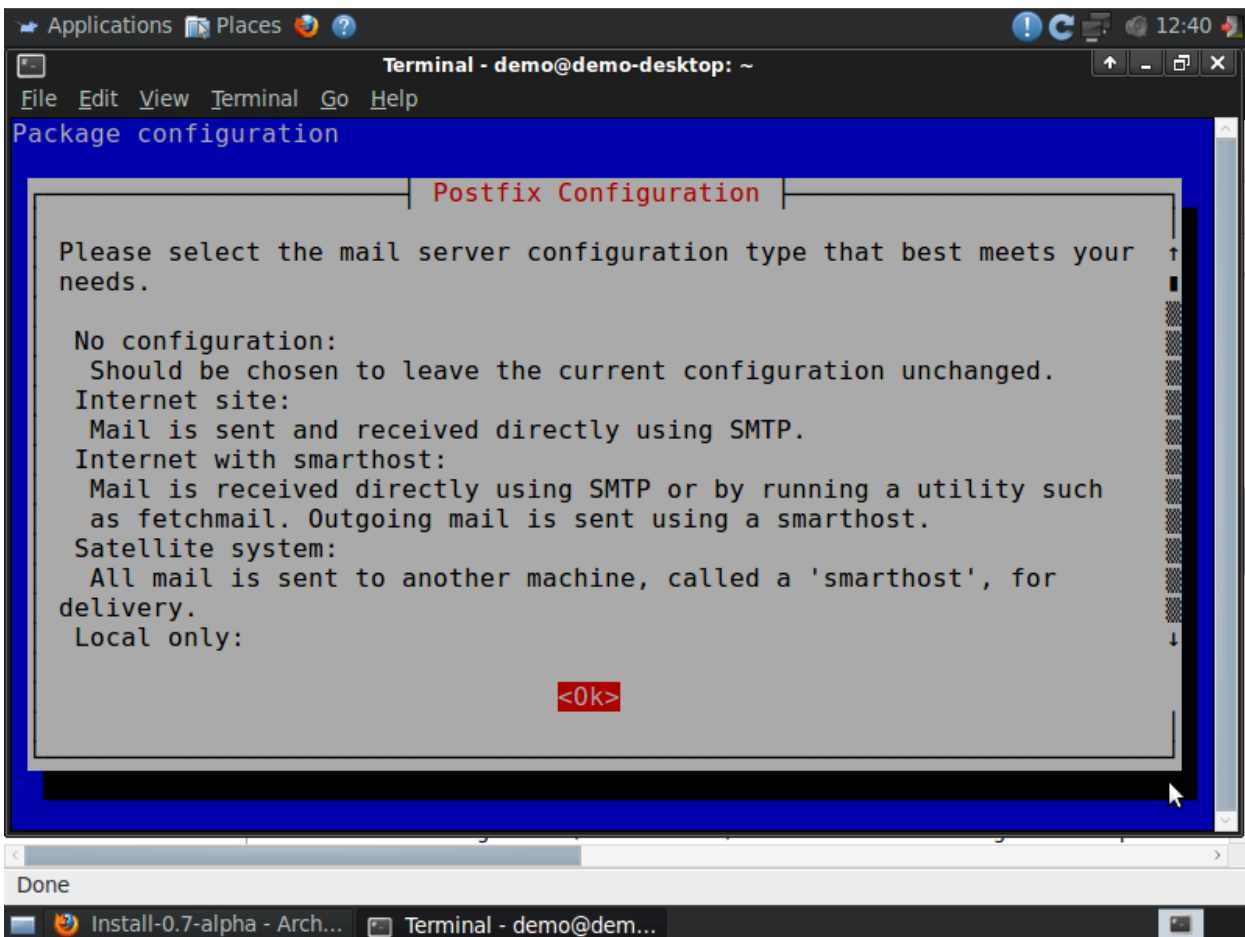 Applications Places 12:40
Terminal - demo@demo-desktop: ~
File Edit View Terminal Go Help
Package configuration
Postfix Configuration
Please select the mail server configuration type that best meets your
needs.
No configuration:
Should be chosen to leave the current configuration unchanged.
Internet site:
Mail is sent and received directly using SMTP.
Internet with smarthost:
Mail is received directly using SMTP or by running a utility such
as fetchmail. Outgoing mail is sent using a smarthost.
Satellite system:
All mail is sent to another machine, called a 'smarthost', for
delivery.
Local only:
<Ok>
Done
Install-0.7-alpha - Arch... Terminal - demo@dem...